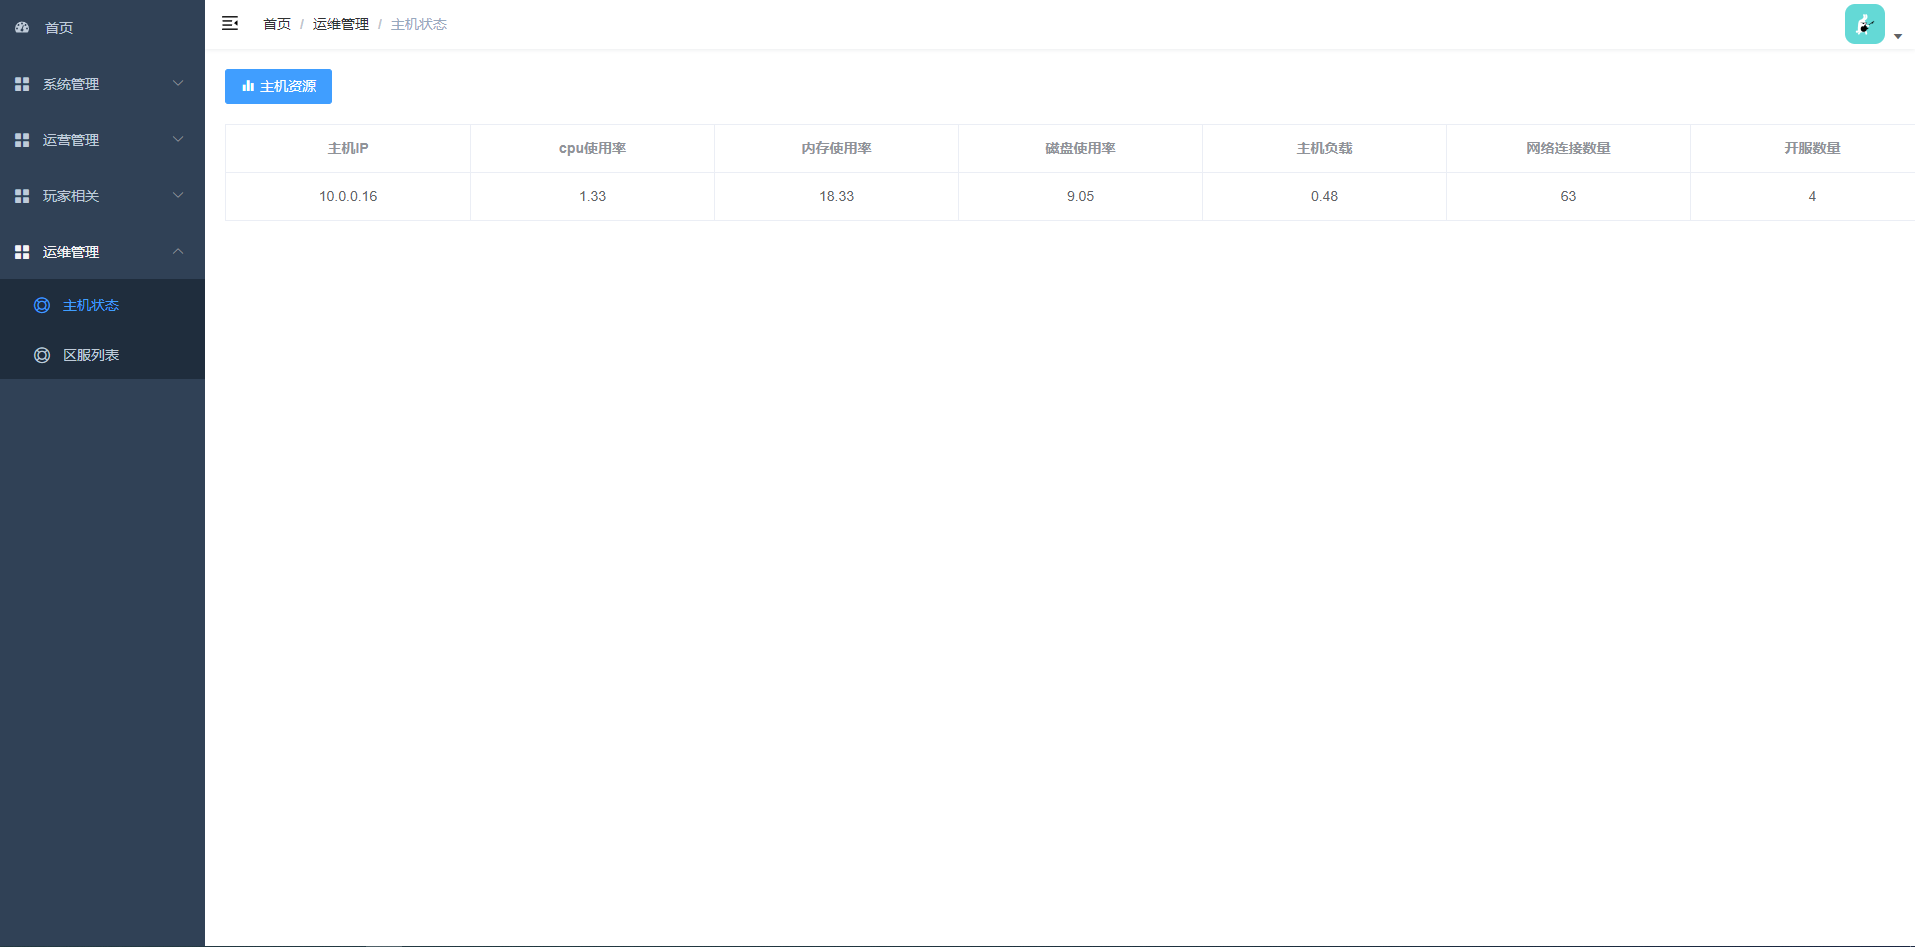 首页
系统管理
运营管理
玩家相关
运维管理
主机状态
区服列表
首页 / 运维管理 / 主机状态
主机资源
主机IP cpu使用率 内存使用率 磁盘使用率 主机负载 网络连接数量 开服数量
10.0.0.16 1.33 18.33 9.05 0.48 63 4